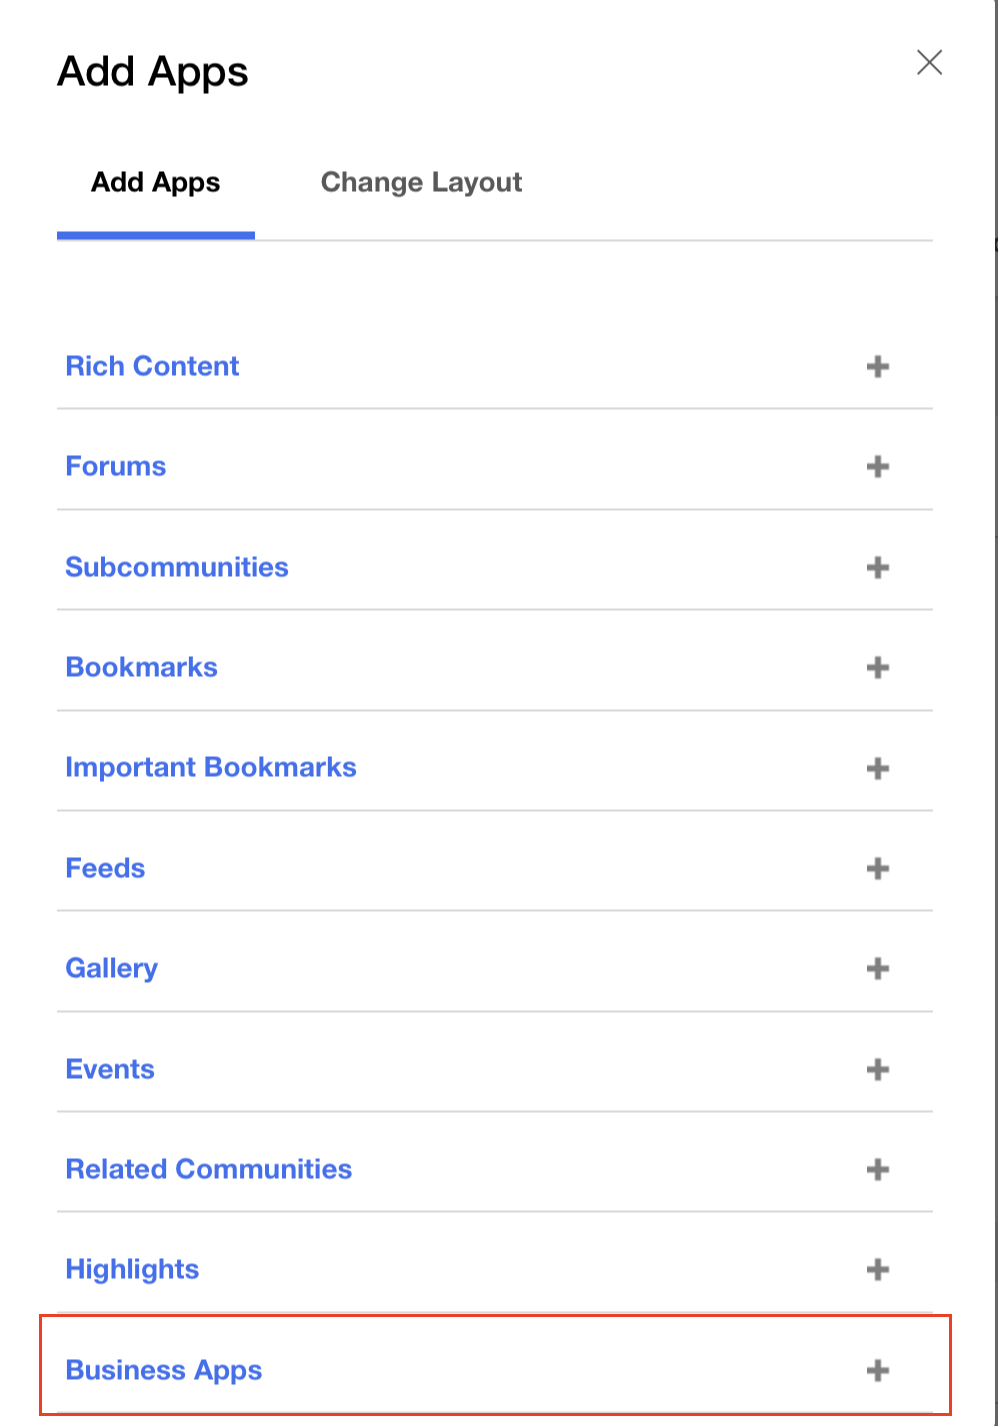 Add Apps
Add Apps
Change Layout
Rich Content
Forums
Subcommunities
Bookmarks
Important Bookmarks
Feeds
Gallery
Events
Related Communities
Highlights
Business Apps